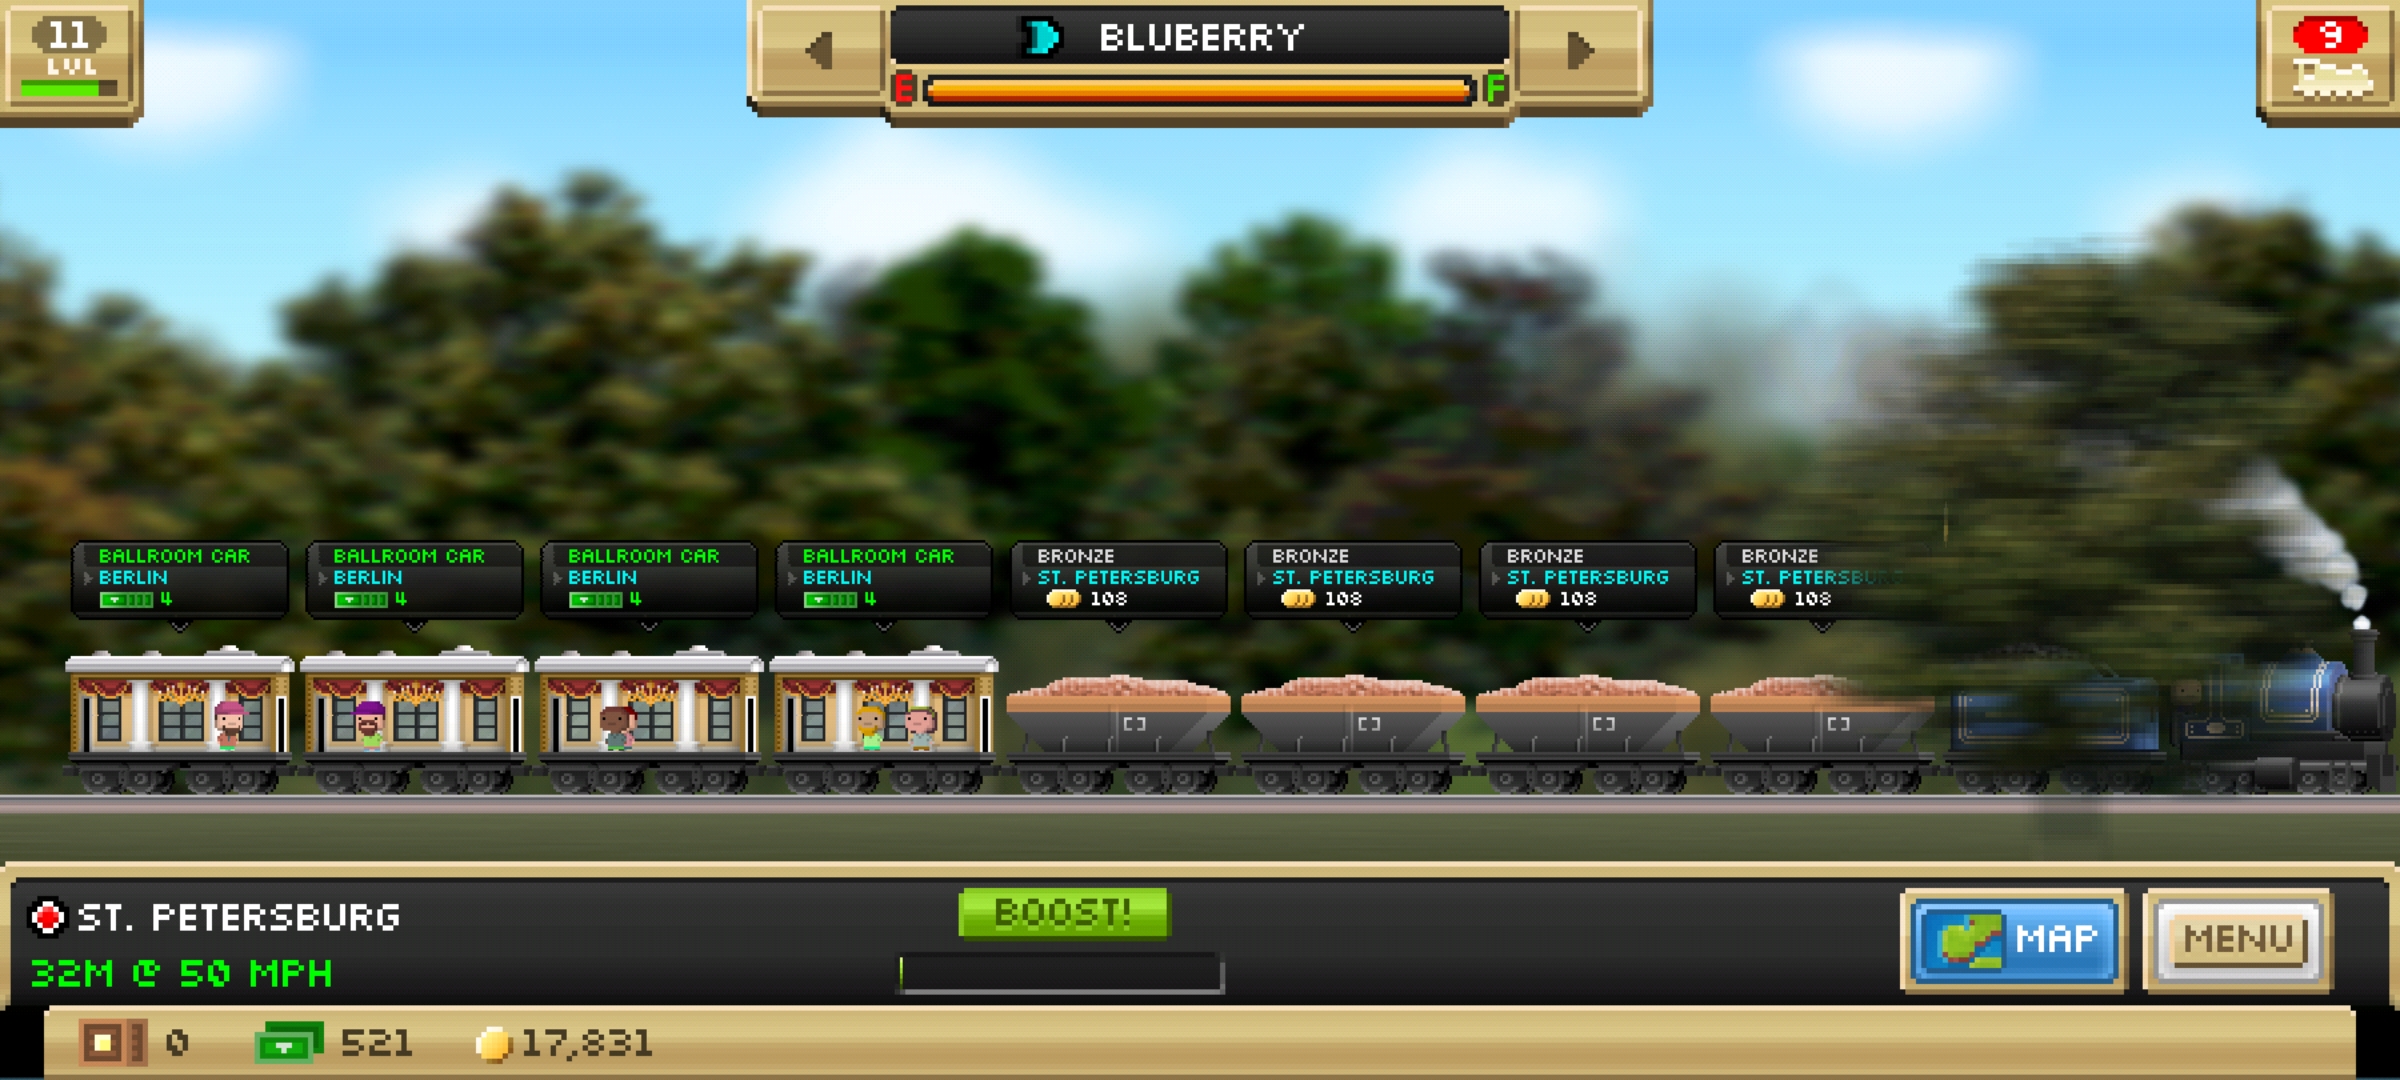 11
LVL
BLUBERRY
E
F
9
BALLROOM CAR
BERLIN
4
BALLROOM CAR
BERLIN
4
BALLROOM CAR
BERLIN
4
BALLROOM CAR
BERLIN
4
BRONZE
ST. PETERSBURG
108
BRONZE
ST. PETERSBURG
108
BRONZE
ST. PETERSBURG
108
BRONZE
ST. PETERSBURG
108
ST. PETERSBURG
32M @ 50 MPH
BOOST!
MAP
MENU
0
521
17,831